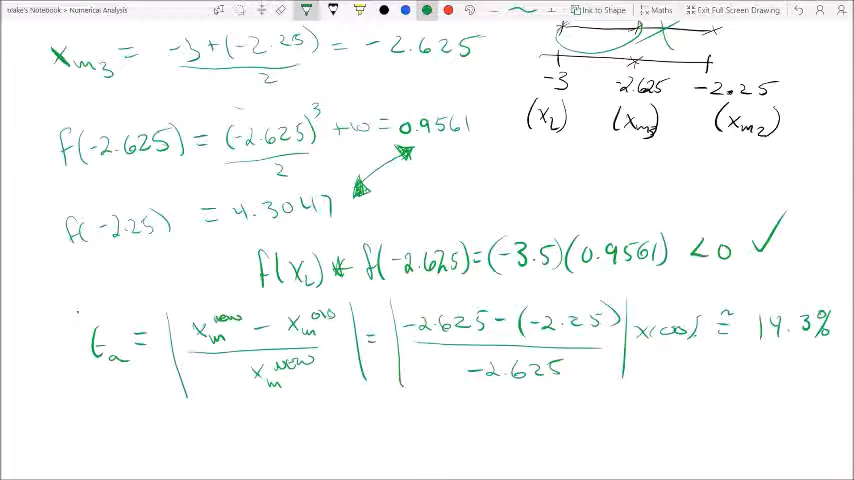 blake's Notebook > Numerical Analysis
Ink to Shape
Maths
Exit Full Screen Drawing
x_m3 = -3+(-2.25) / 2 = -2.625
-3 -2.625 -2.25
(x_L) (x_m3) (x_m2)
f(-2.625) = (-2.625)^3 / 2 + 10 = 0.9561
f(-2.25) = 4.3047
f(x_L) * f(-2.625) = (-3.5)(0.9561) < 0 ✓
ε_a = | x_m^new - x_m^old / x_m^new | = | -2.625 - (-2.25) / -2.625 | x100% ≅ 14.3%